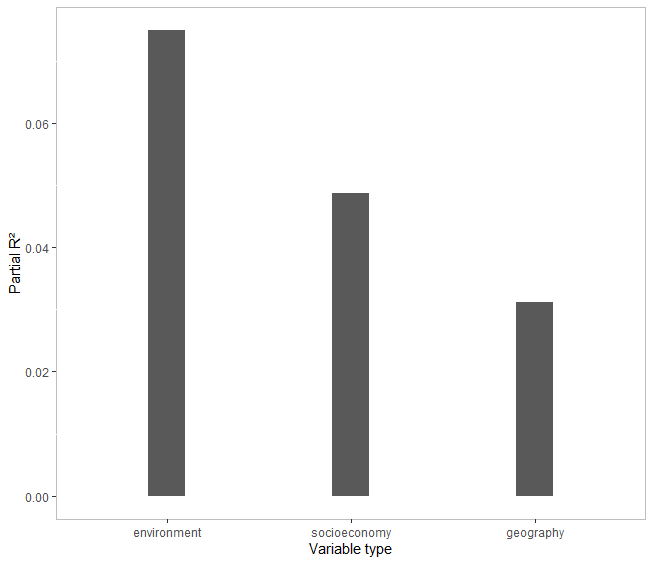 Partial R²
0.06
0.04
0.02
0.00
environment socioeconomy geography
Variable type